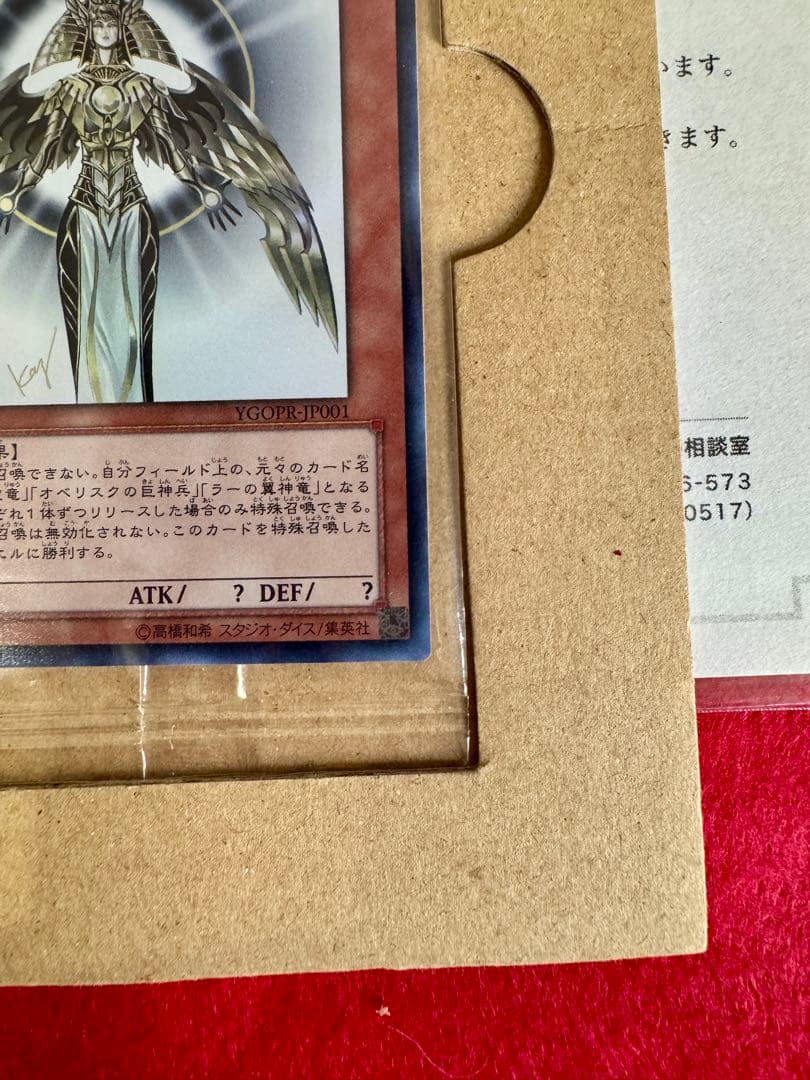 います。
きます。
Kaz
YGOPR-JP001
果】
召喚できない。自分フィールド上の、元々のカード名
竜」「オベリスクの巨神兵」「ラーの翼神竜」となる
ぞれ1体ずつリリースした場合のみ特殊召喚できる。
召喚は無効化されない。このカードを特殊召喚した
エルに勝利する。
ATK/ ? DEF/ ?
©高橋和希 スタジオ・ダイス/集英社
相談室
6-573
0517)